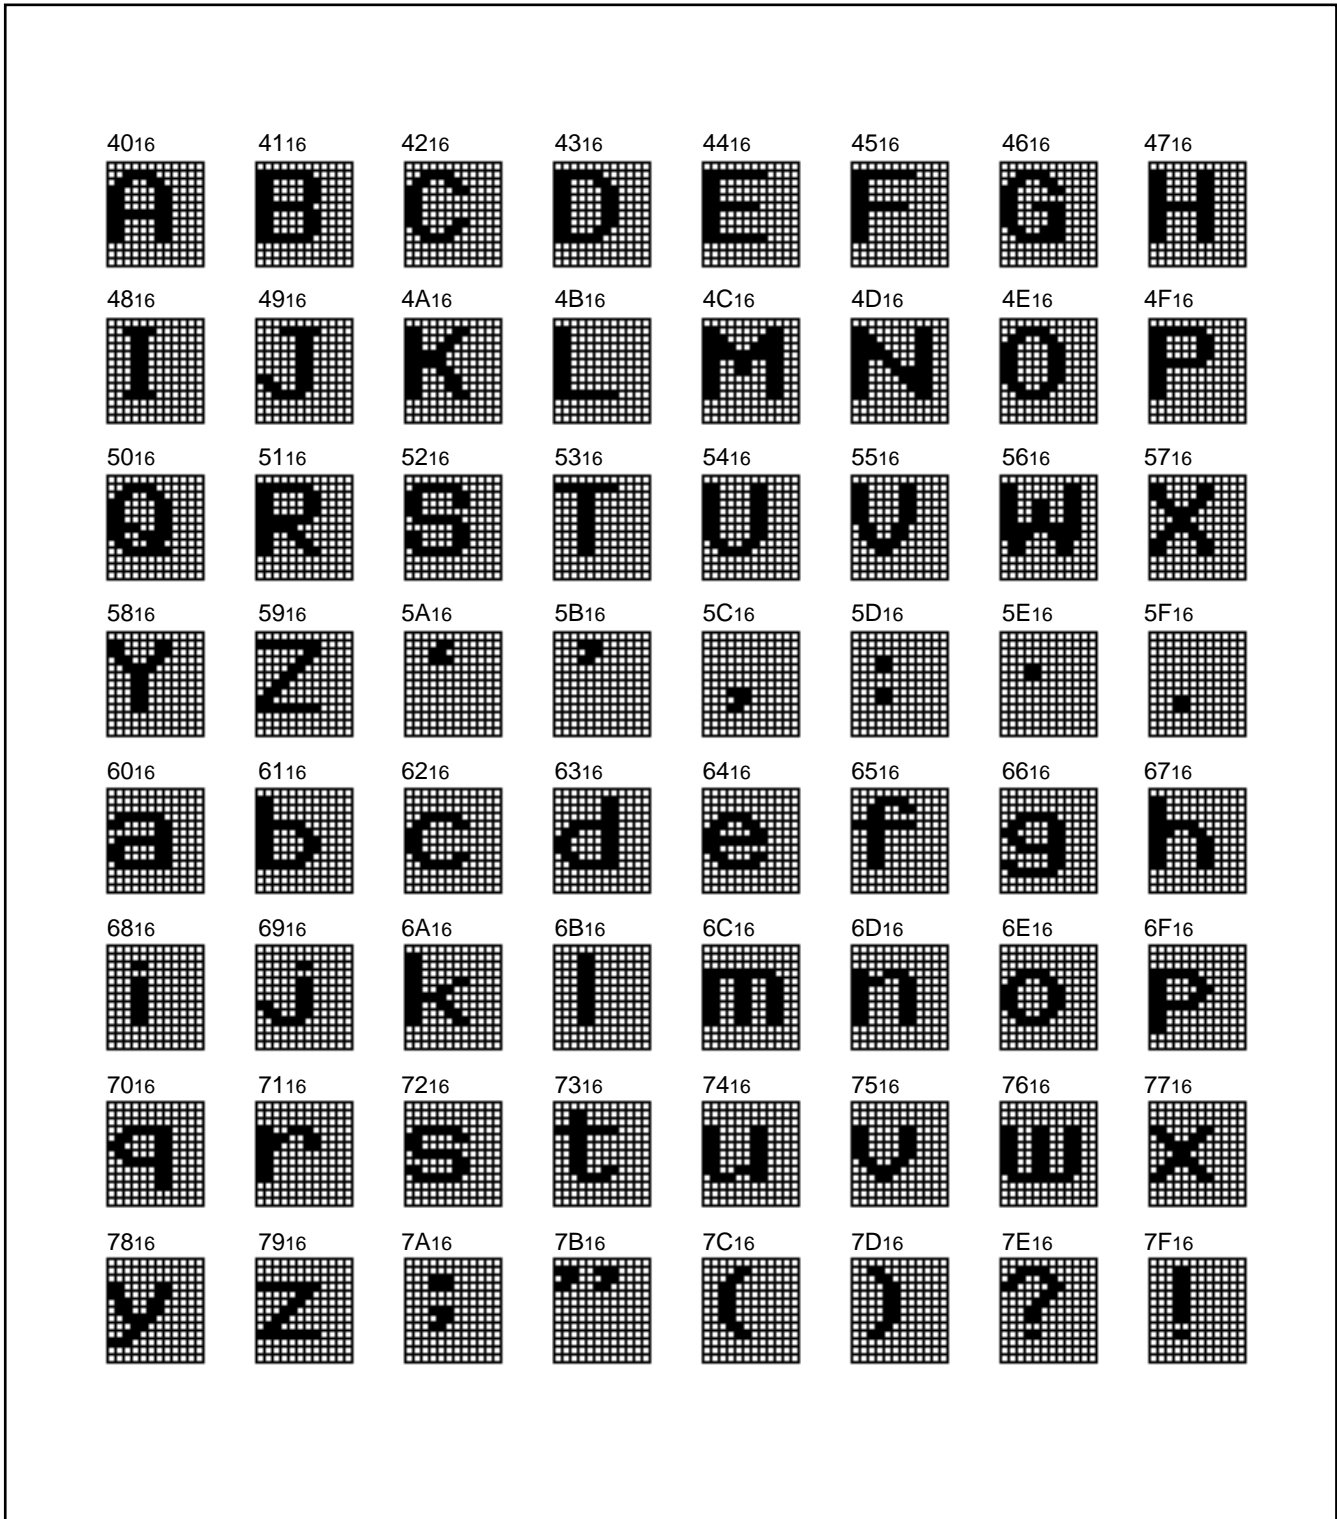 4016 4116 4216 4316 4416 4516 4616 4716
A B C D E F G H
4816 4916 4A16 4B16 4C16 4D16 4E16 4F16
I J K L M N O P
5016 5116 5216 5316 5416 5516 5616 5716
Q R S T U V W X
5816 5916 5A16 5B16 5C16 5D16 5E16 5F16
Y Z ‘ ’ , : · .
6016 6116 6216 6316 6416 6516 6616 6716
a b c d e f g h
6816 6916 6A16 6B16 6C16 6D16 6E16 6F16
i j k l m n o p
7016 7116 7216 7316 7416 7516 7616 7716
q r s t u v w x
7816 7916 7A16 7B16 7C16 7D16 7E16 7F16
y z ; ” ( ) ? !